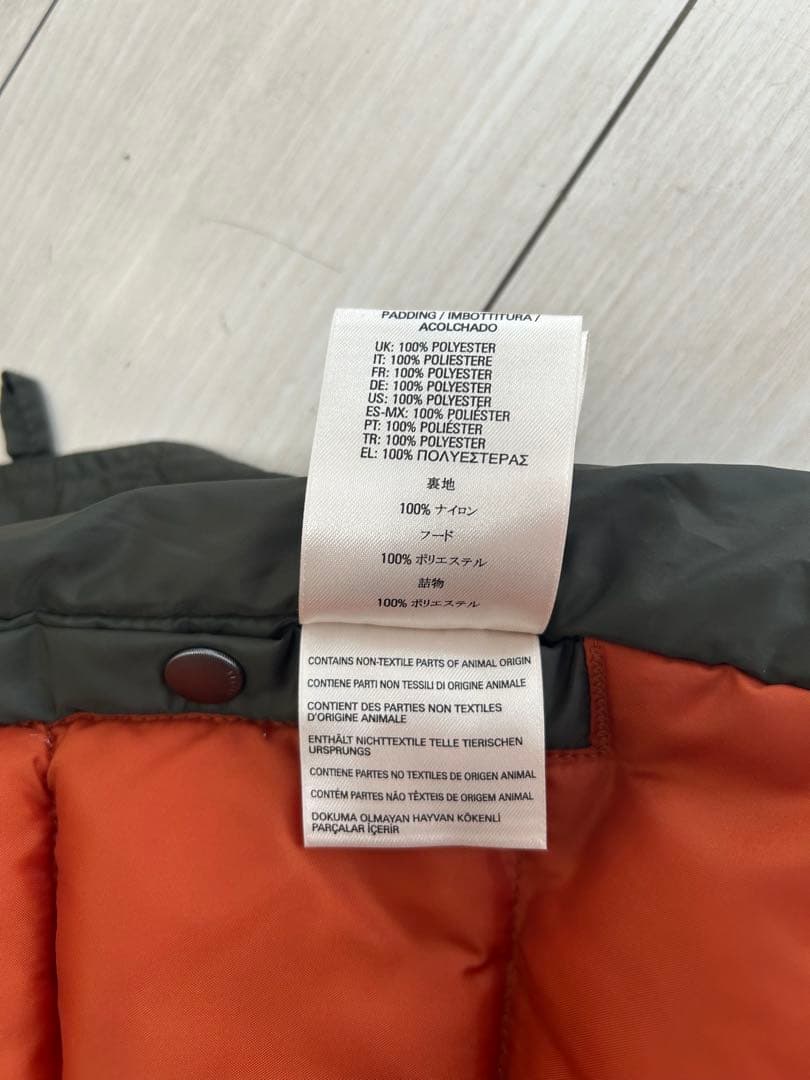 PADDING / IMBOTTITURA /
ACOLCHADO
UK: 100% POLYESTER
IT: 100% POLIESTERE
FR: 100% POLYESTER
DE: 100% POLYESTER
US: 100% POLYESTER
ES-MX: 100% POLIÉSTER
PT: 100% POLIÉSTER
TR: 100% POLYESTER
EL: 100% ΠΟΛΥΕΣΤΕΡΑΣ
裏地
100% ナイロン
フード
100% ポリエステル
詰物
100% ポリエステル
CONTAINS NON-TEXTILE PARTS OF ANIMAL ORIGIN
CONTIENE PARTI NON TESSILI DI ORIGINE ANIMALE
CONTIENT DES PARTIES NON TEXTILES
D'ORIGINE ANIMALE
ENTHÄLT NICHTTEXTILE TELLE TIERISCHEN
URSPRUNGS
CONTIENE PARTES NO TEXTILES DE ORIGEN ANIMAL
CONTÉM PARTES NÃO TÊXTEIS DE ORIGEM ANIMAL
DOKUMA OLMAYAN HAYVAN KÖKENLİ
PARÇALAR İÇERİR